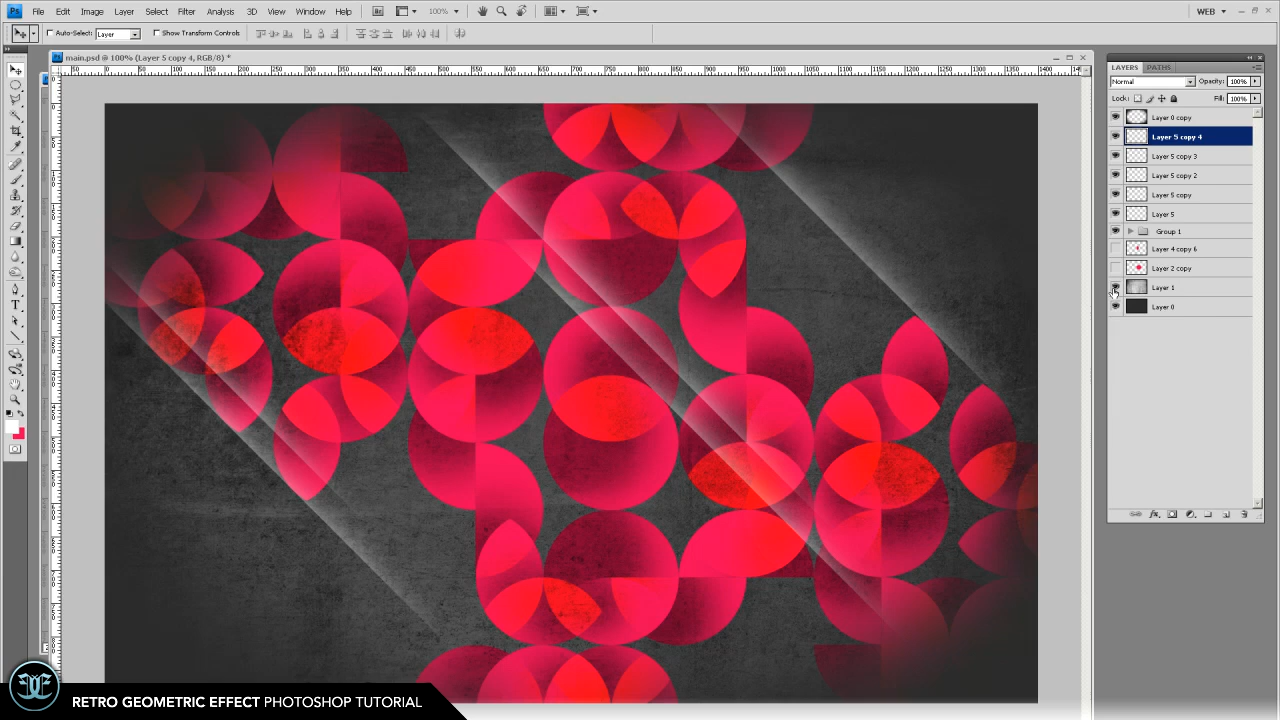 Ps File Edit Image Layer Select Filter Analysis 3D View Window Help Br 100% WEB
Auto-Select: Layer Show Transform Controls
main.psd @ 100% (Layer 5 copy 4, RGB/8) *
LAYERS PATHS
Normal Opacity: 100%
Lock: Fill: 100%
Layer 0 copy
Layer 5 copy 4
Layer 5 copy 3
Layer 5 copy 2
Layer 5 copy
Layer 5
Group 1
Layer 4 copy 6
Layer 2 copy
Layer 1
Layer 0
RETRO GEOMETRIC EFFECT PHOTOSHOP TUTORIAL